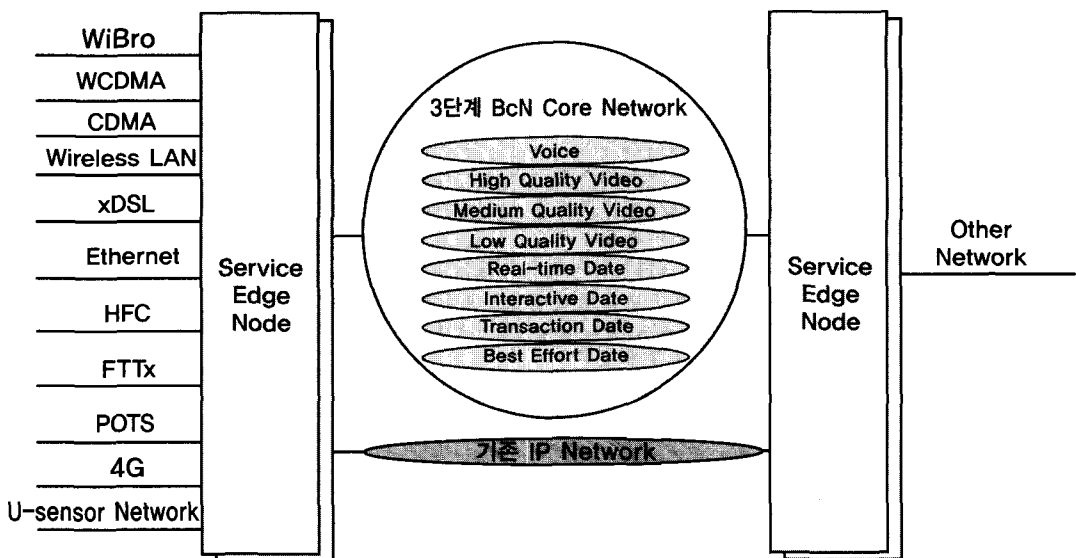 WiBro
WCDMA
CDMA
Wireless LAN
xDSL
Ethernet
HFC
FTTx
POTS
4G
U-sensor Network
Service
Edge
Node
3단계 BcN Core Network
Voice
High Quality Video
Medium Quality Video
Low Quality Video
Real-time Date
Interactive Date
Transaction Date
Best Effort Date
기존 IP Network
Service
Edge
Node
Other
Network